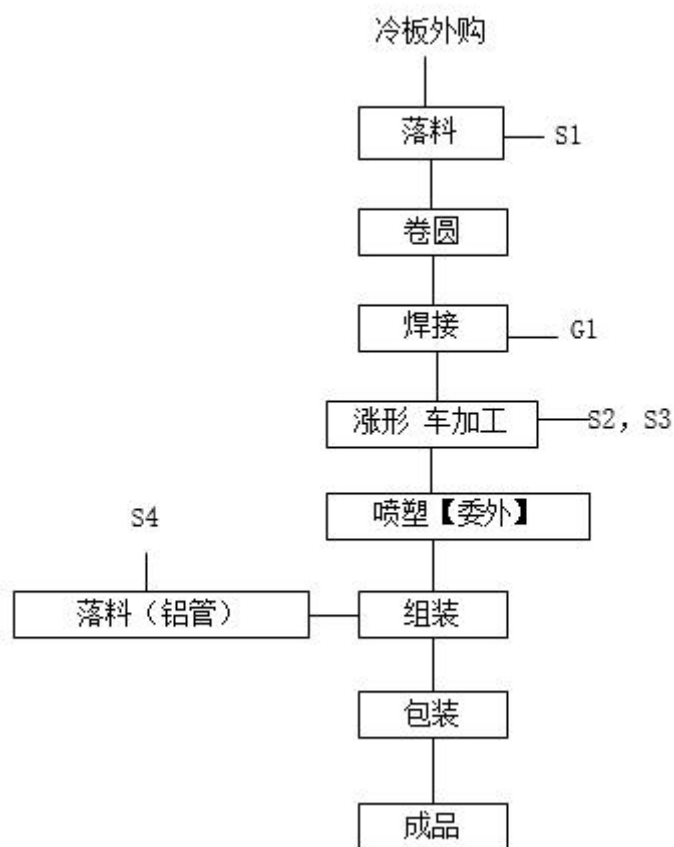 冷板外购
落料
S1
卷圆
焊接
G1
涨形 车加工
S2, S3
喷塑【委外】
S4
落料（铝管）
组装
包装
成品